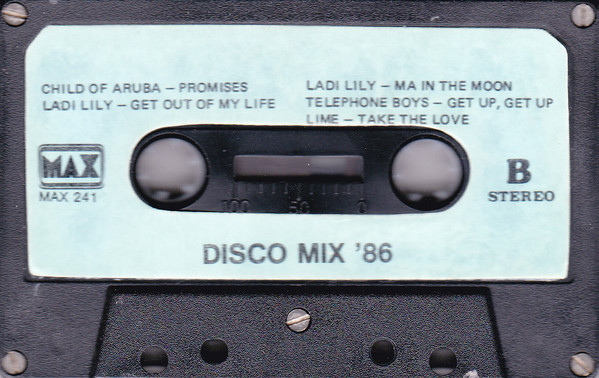 CHILD OF ARUBA – PROMISES
LADI LILY – GET OUT OF MY LIFE
LADI LILY – MA IN THE MOON
TELEPHONE BOYS – GET UP, GET UP
LIME – TAKE THE LOVE
MAX
MAX 241
100 50 0
B
STEREO
DISCO MIX '86